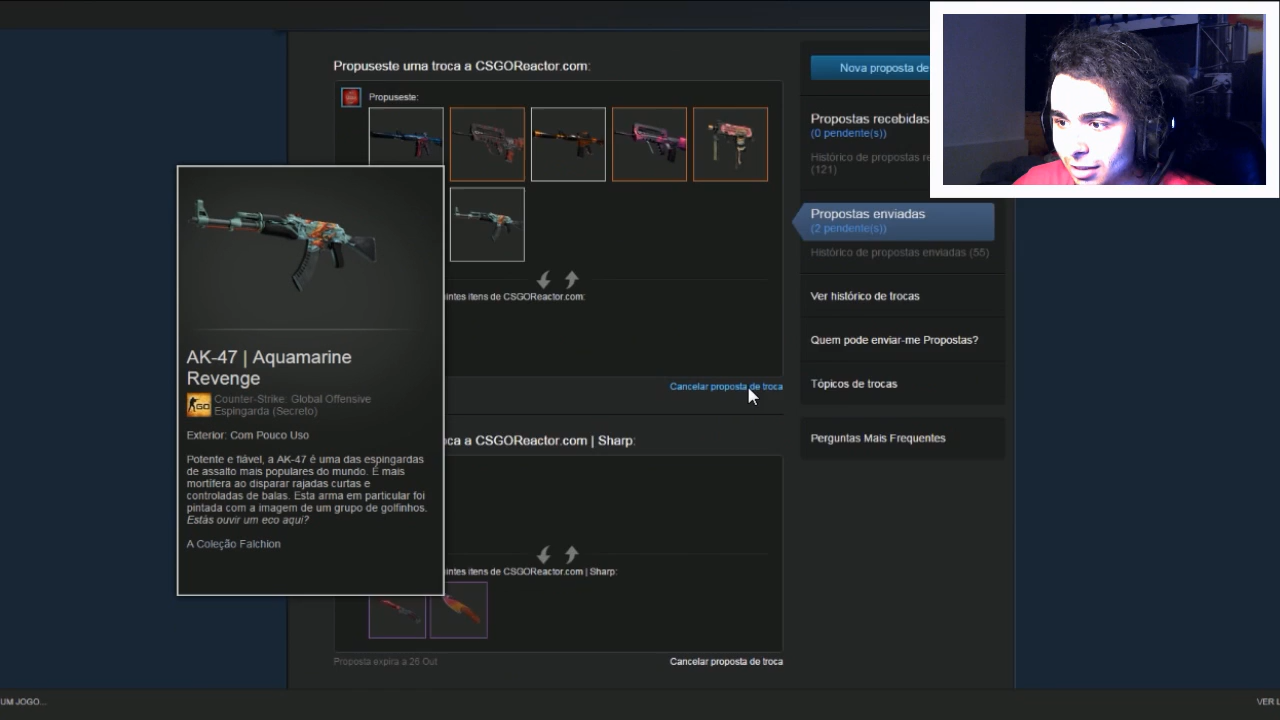 Propuseste uma troca a CSGOReactor.com:
Propuseste:
intes itens de CSGOReactor.com:
Cancelar proposta de troca
ca a CSGOReactor.com | Sharp:
intes itens de CSGOReactor.com | Sharp:
Proposta expira a 26 Out
Cancelar proposta de troca
AK-47 | Aquamarine
Revenge
GO
Counter-Strike: Global Offensive
Espingarda (Secreto)
Exterior: Com Pouco Uso
Potente e fiável, a AK-47 é uma das espingardas
de assalto mais populares do mundo. É mais
mortífera ao disparar rajadas curtas e
controladas de balas. Esta arma em particular foi
pintada com a imagem de um grupo de golfinhos.
Estás ouvir um eco aqui?
A Coleção Falchion
Nova proposta de
Propostas recebidas
(0 pendente(s))
Histórico de propostas re
(121)
Propostas enviadas
(2 pendente(s))
Histórico de propostas enviadas (55)
Ver histórico de trocas
Quem pode enviar-me Propostas?
Tópicos de trocas
Perguntas Mais Frequentes
UM JOGO...
VER L